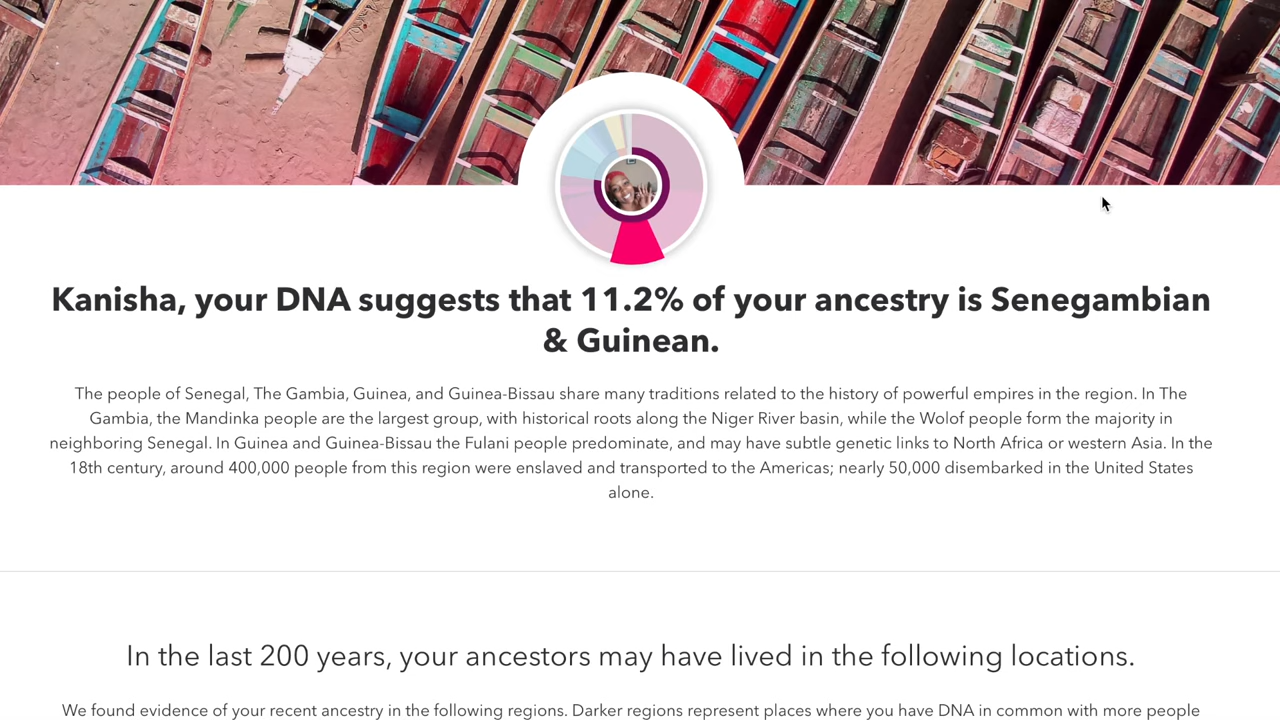 Kanisha, your DNA suggests that 11.2% of your ancestry is Senegambian
& Guinean.
The people of Senegal, The Gambia, Guinea, and Guinea-Bissau share many traditions related to the history of powerful empires in the region. In The
Gambia, the Mandinka people are the largest group, with historical roots along the Niger River basin, while the Wolof people form the majority in
neighboring Senegal. In Guinea and Guinea-Bissau the Fulani people predominate, and may have subtle genetic links to North Africa or western Asia. In the
18th century, around 400,000 people from this region were enslaved and transported to the Americas; nearly 50,000 disembarked in the United States
alone.
In the last 200 years, your ancestors may have lived in the following locations.
We found evidence of your recent ancestry in the following regions. Darker regions represent places where you have DNA in common with more people